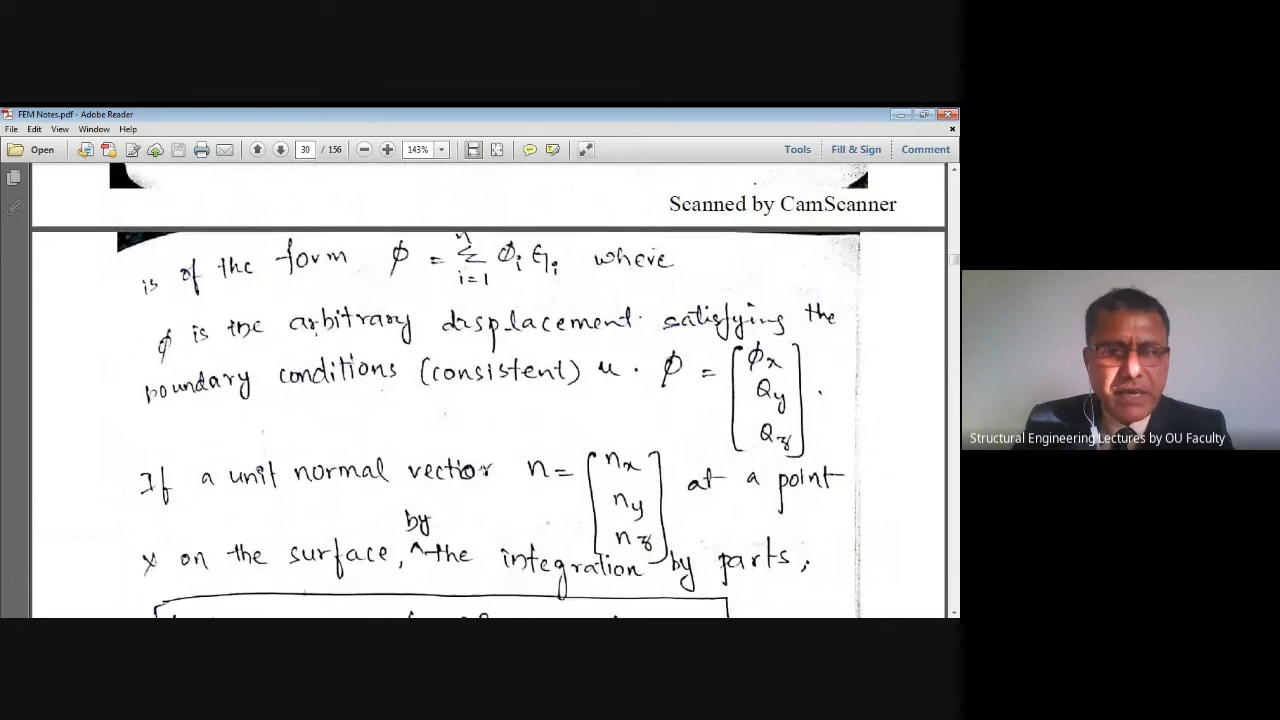 FEM Notes.pdf - Adobe Reader
File Edit View Window Help
Open 30 / 156 143% Tools Fill & Sign Comment
Scanned by CamScanner
is of the form ϕ = Σ ϕi Gi where
n
i=1
ϕ is the arbitrary displacement satisfying the
boundary conditions (consistent) u. ϕ = [ϕx
Qy
Qz].
If a unit normal vector n = [nx
ny
nz] at a point
x on the surface, by the integration by parts,
Structural Engineering Lectures by OU Faculty